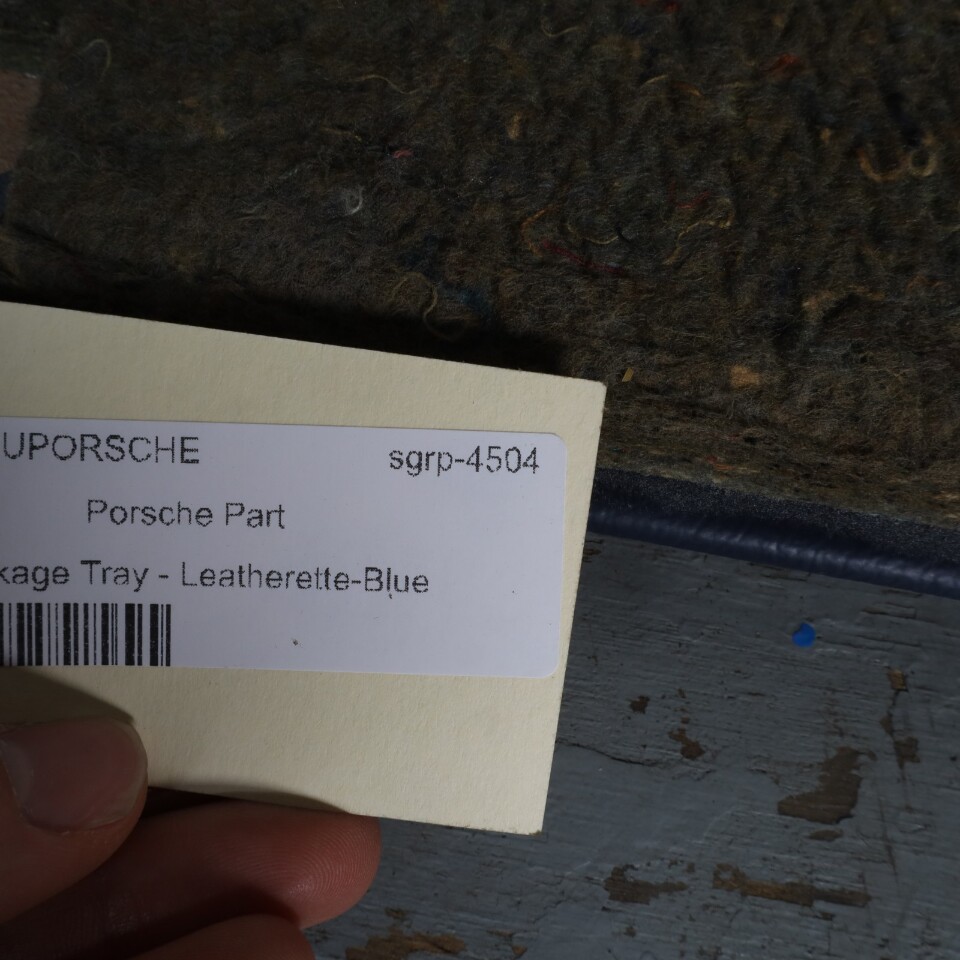 UPORSCHE sgrp-4504
Porsche Part
kage Tray - Leatherette-Blue